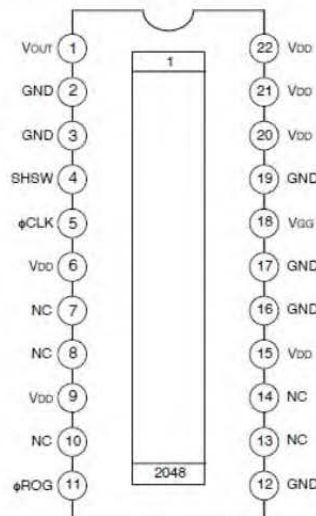 VOUT 1 1 22 VDD
GND 2 21 VDD
GND 3 20 VDD
SHSW 4 19 GND
ϕCLK 5 18 VGG
VDD 6 17 GND
NC 7 16 GND
NC 8 15 VDD
VDD 9 14 NC
NC 10 13 NC
ϕROG 11 2048 12 GND